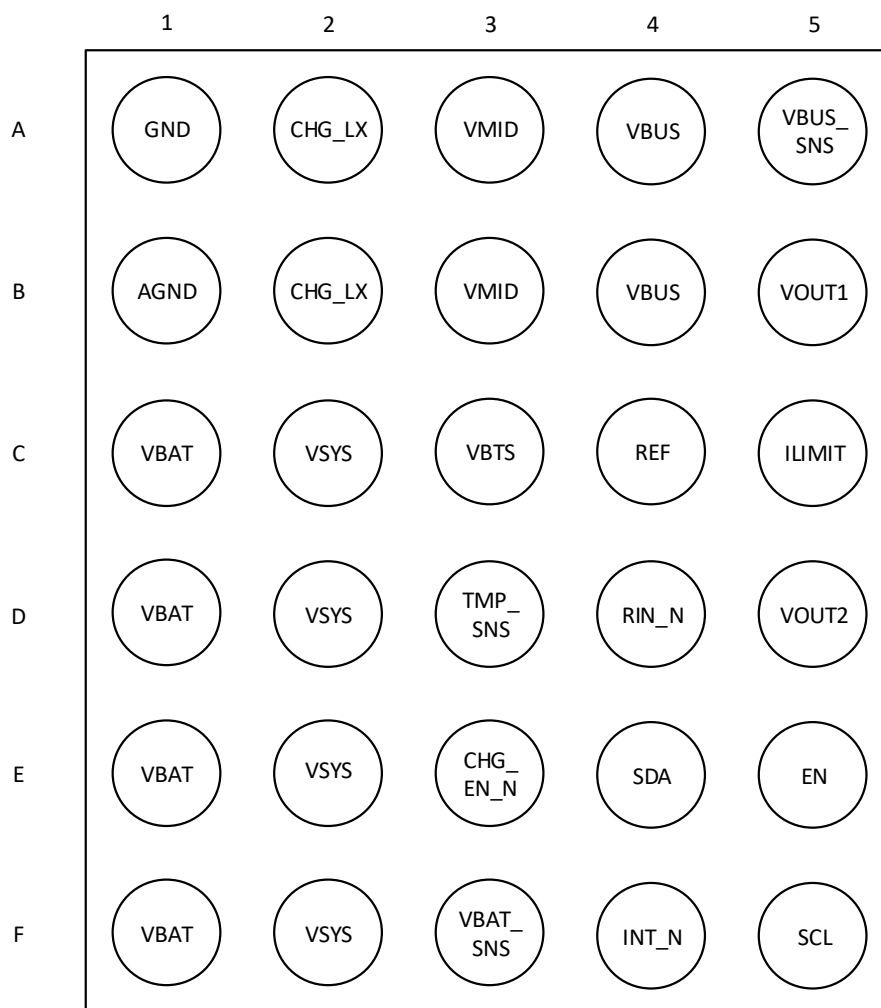 1 2 3 4 5
A GND CHG_LX VMID VBUS VBUS_
SNS
B AGND CHG_LX VMID VBUS VOUT1
C VBAT VSYS VBTS REF ILIMIT
D VBAT VSYS TMP_
SNS RIN_N VOUT2
E VBAT VSYS CHG_
EN_N SDA EN
F VBAT VSYS VBAT_
SNS INT_N SCL